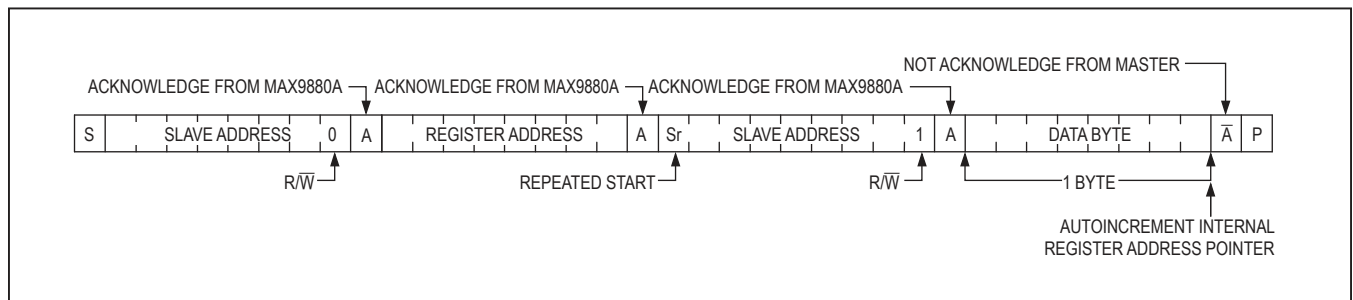 NOT ACKNOWLEDGE FROM MASTER
ACKNOWLEDGE FROM MAX9880A ACKNOWLEDGE FROM MAX9880A ACKNOWLEDGE FROM MAX9880A
S SLAVE ADDRESS 0 A REGISTER ADDRESS A Sr SLAVE ADDRESS 1 A DATA BYTE A̅ P
R/W̅ REPEATED START R/W̅ 1 BYTE
AUTOINCREMENT INTERNAL
REGISTER ADDRESS POINTER